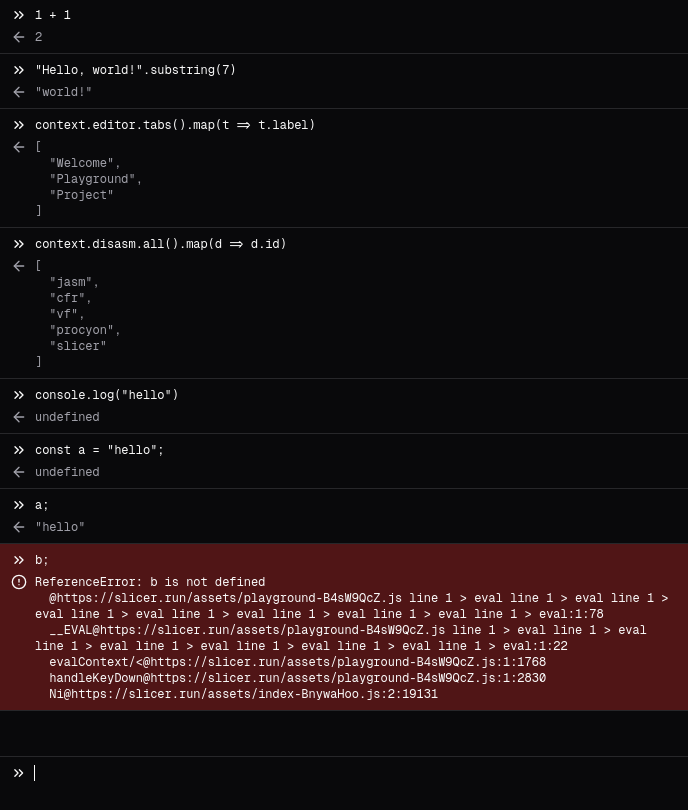 » 1 + 1
← 2
» "Hello, world!".substring(7)
← "world!"
» context.editor.tabs().map(t ⇒ t.label)
← [
  "Welcome",
  "Playground",
  "Project"
]
» context.disasm.all().map(d ⇒ d.id)
← [
  "jasm",
  "cfr",
  "vf",
  "procyon",
  "slicer"
]
» console.log("hello")
← undefined
» const a = "hello";
← undefined
» a;
← "hello"
» b;
ReferenceError: b is not defined
  @https://slicer.run/assets/playground-B4sW9QcZ.js line 1 > eval line 1 > eval line 1 >
eval line 1 > eval line 1 > eval line 1 > eval line 1 > eval line 1 > eval:1:78
  __EVAL@https://slicer.run/assets/playground-B4sW9QcZ.js line 1 > eval line 1 > eval
line 1 > eval line 1 > eval line 1 > eval line 1 > eval line 1 > eval:1:22
  evalContext/<@https://slicer.run/assets/playground-B4sW9QcZ.js:1:1768
  handleKeyDown@https://slicer.run/assets/playground-B4sW9QcZ.js:1:2830
  Ni@https://slicer.run/assets/index-BnywaHoo.js:2:19131
»